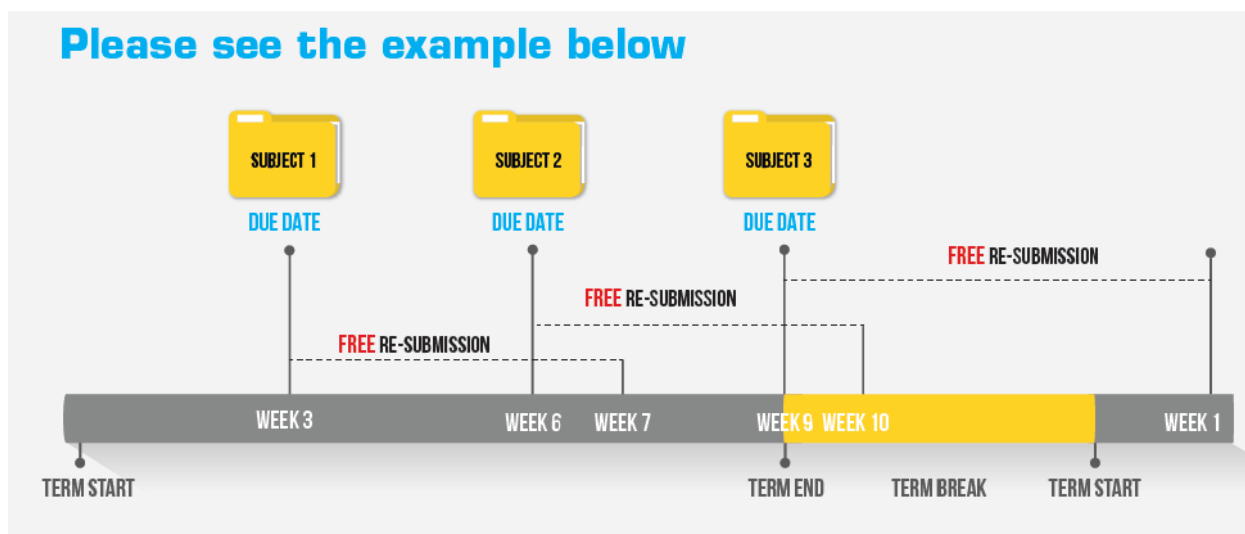 Please see the example below
SUBJECT 1
SUBJECT 2
SUBJECT 3
DUE DATE
DUE DATE
DUE DATE
FREE RE-SUBMISSION
FREE RE-SUBMISSION
FREE RE-SUBMISSION
WEEK 3
WEEK 6
WEEK 7
WEEK 9
WEEK 10
WEEK 1
TERM START
TERM END
TERM BREAK
TERM START